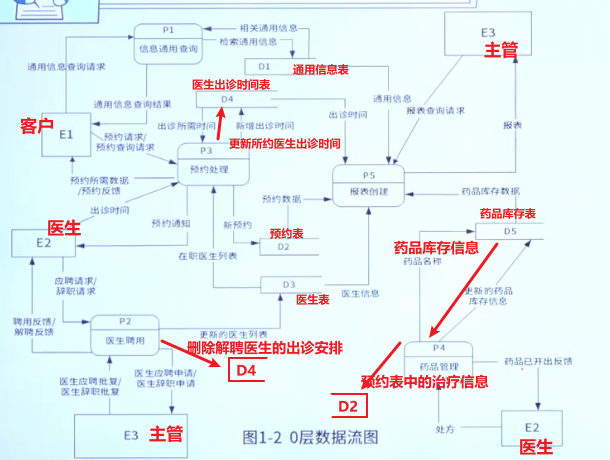 P1
信息通用查询
相关通用信息
检索通用信息
E3
主管
D1
通用信息表
通用信息查询请求
医生出诊时间表
D4
通用信息查询结果
通用信息
报表查询请求
报表
客户
E1
出诊所需时间
新增出诊时间
出诊时间
更新所约医生出诊时间
预约请求/
预约查询请求
P3
预约处理
P5
报表创建
预约所需数据
/预约反馈
药品库存数据
出诊时间
预约数据
药品库存表
医生
E2
预约通知
新预约
预约表
D2
D5
药品库存信息
药品名称
在职医生列表
D3
医生表
医生信息
应聘请求/
辞职请求
更新的药品
库存信息
聘用反馈/
解聘反馈
P2
医生聘用
更新的医生列表
删除解聘医生的出诊安排
D4
P4
药品管理
药品已开出反馈
医生应聘批复/
医生辞职批复
医生应聘申请/
医生辞职申请
预约表中的治疗信息
D2
E3
主管
图1-2 0层数据流图
处方
E2
医生